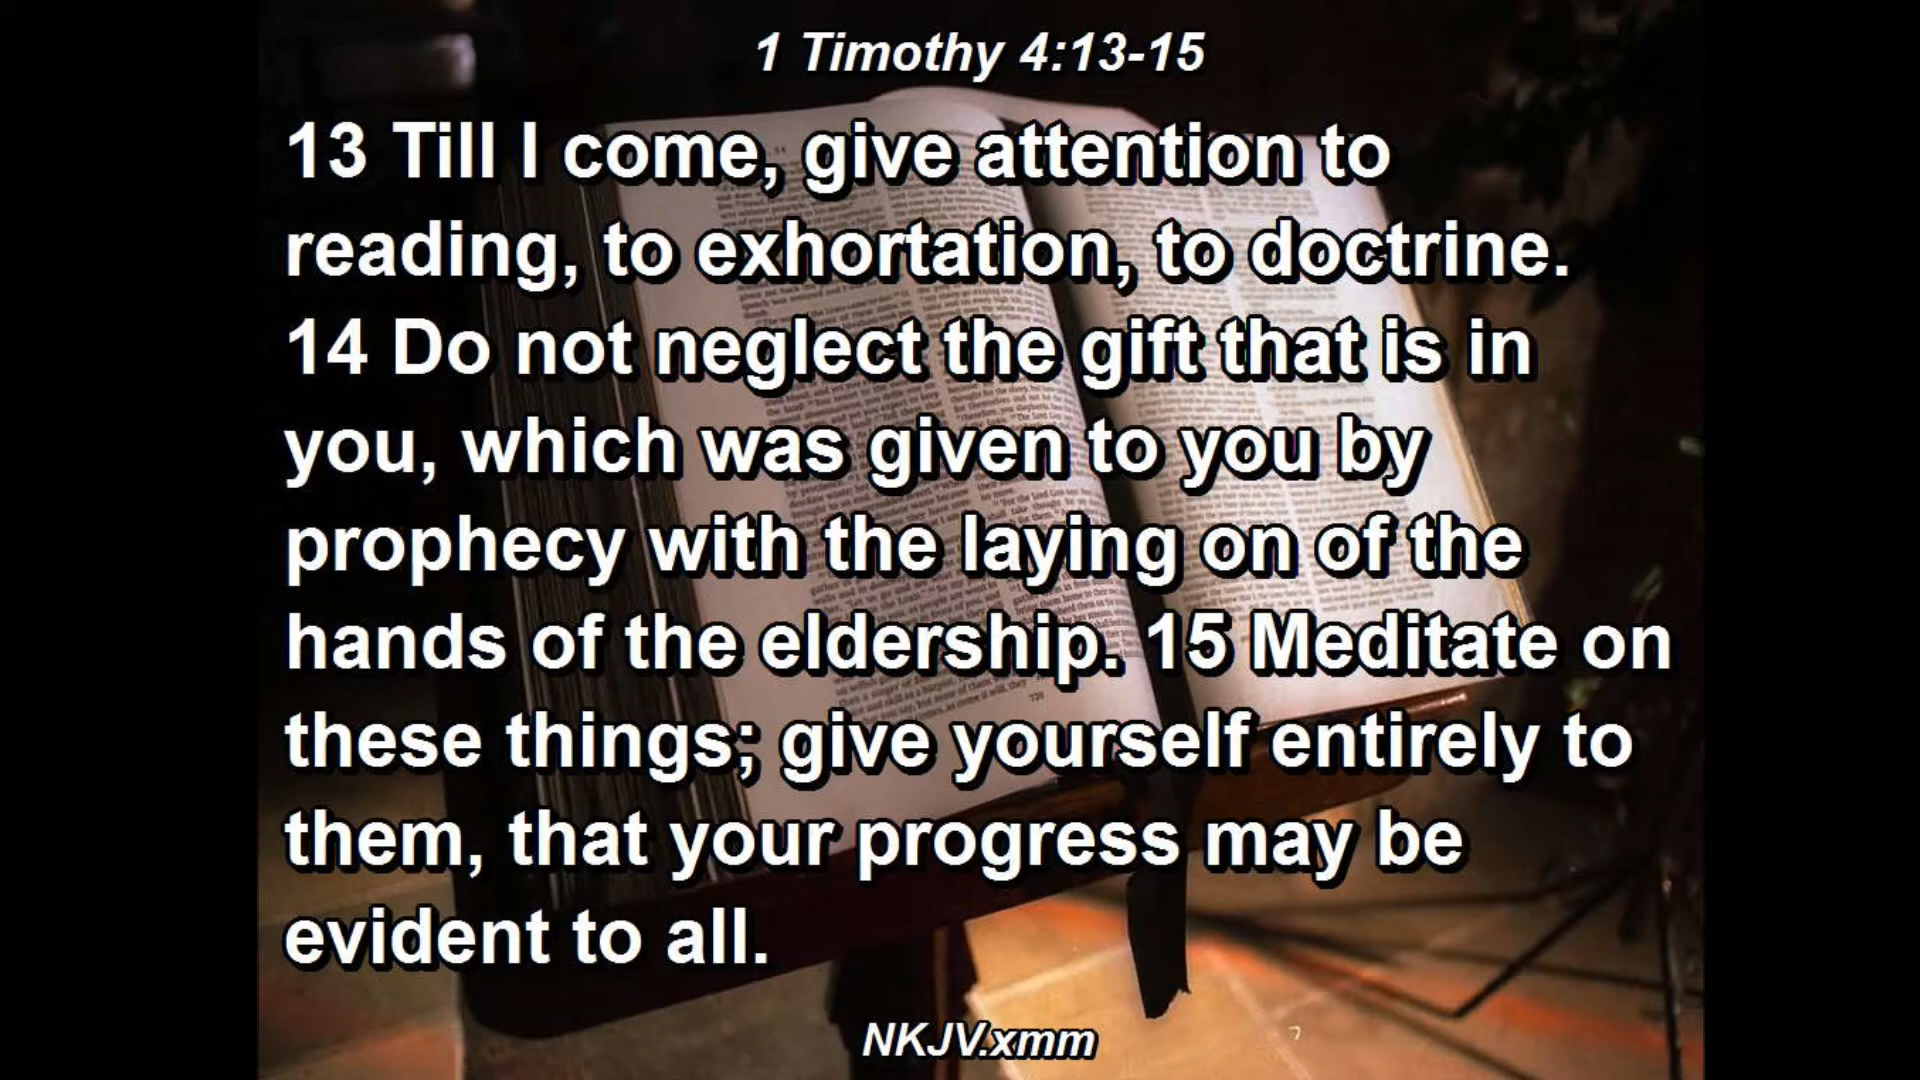 1 Timothy 4:13-15
13 Till I come, give attention to
reading, to exhortation, to doctrine.
14 Do not neglect the gift that is in
you, which was given to you by
prophecy with the laying on of the
hands of the eldership. 15 Meditate on
these things; give yourself entirely to
them, that your progress may be
evident to all.
NKJV.xmm